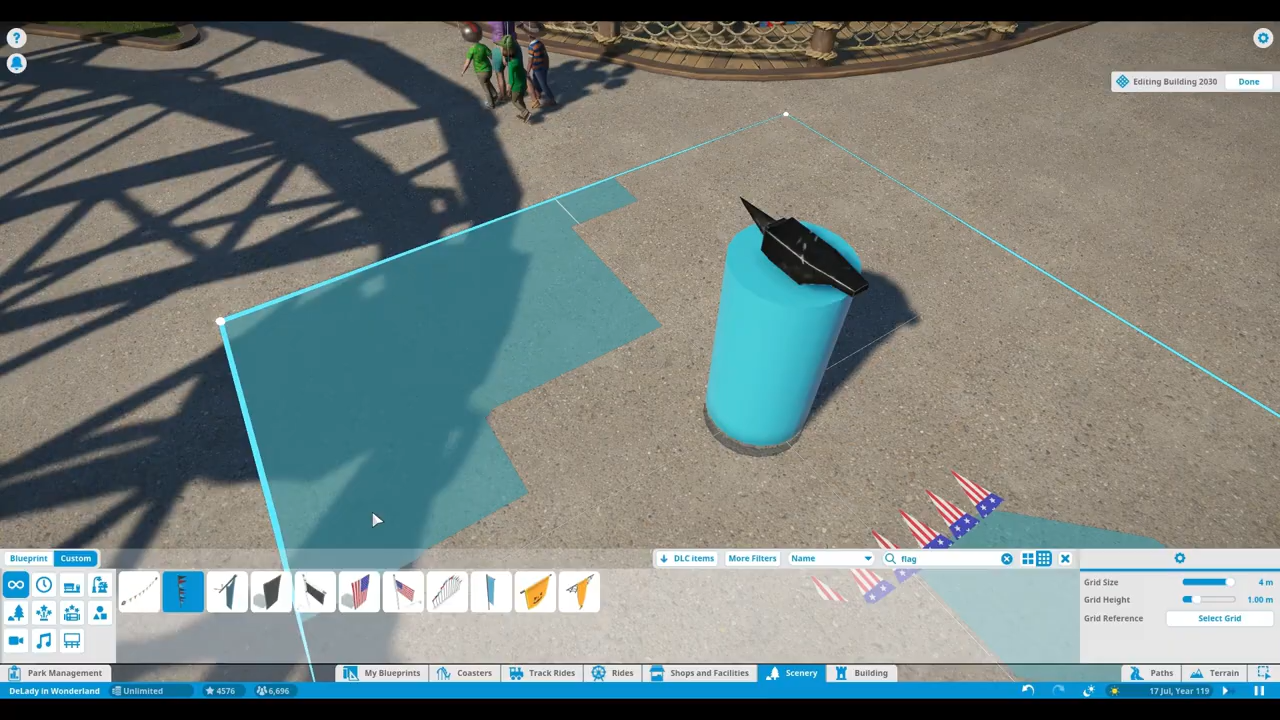 ?
Editing Building 2030 Done
Blueprint Custom
DLC items More Filters Name flag
Grid Size 4 m
Grid Height 1.00 m
Grid Reference Select Grid
Park Management My Blueprints Coasters Track Rides Rides Shops and Facilities Scenery Building Paths Terrain
DeLady in Wonderland Unlimited 4576 6,696 17 Jul, Year 119